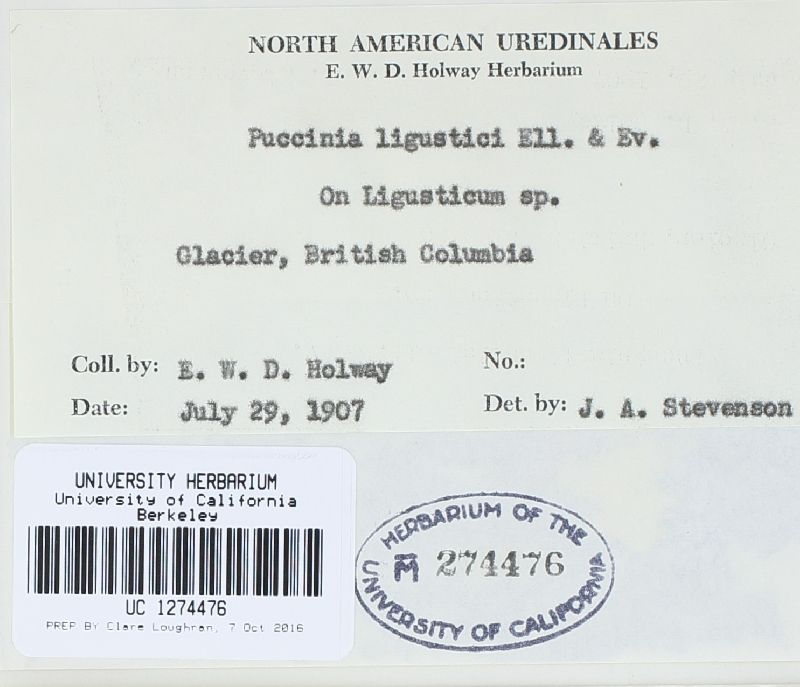 NORTH AMERICAN UREDINALES
E. W. D. Holway Herbarium
Puccinia ligustici Ell. & Ev.
On Ligusticum sp.
Glacier, British Columbia
Coll. by: E. W. D. Holway No.:
Date: July 29, 1907 Det. by: J. A. Stevenson
UNIVERSITY HERBARIUM
University of California
Berkeley
UC 1274476
PREP. BY Clare Loughran, 7 Oct 2016
HERBARIUM OF THE
M̅ 274476
UNIVERSITY OF CALIFORNIA